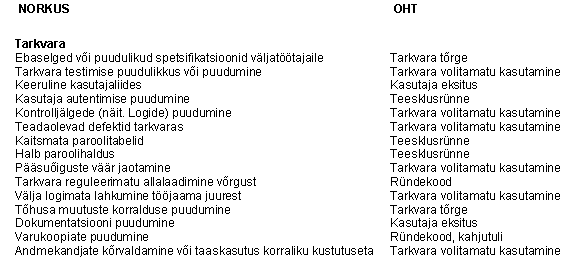 NORKUS OHT
Tarkvara
Ebaselged või puudulikud spetsifikatsioonid väljatöötajaile Tarkvara tõrge
Tarkvara testimise puudulikkus või puudumine Tarkvara volitamatu kasutamine
Keeruline kasutajaliides Kasutaja eksitus
Kasutaja autentimise puudumine Teesklusrünne
Kontrolljälgede (näit. Logide) puudumine Tarkvara volitamatu kasutamine
Teadaolevad defektid tarkvaras Tarkvara volitamatu kasutamine
Kaitsmata paroolitabelid Teesklusrünne
Halb paroolihaldus Teesklusrünne
Pääsuõiguste väär jaotamine Tarkvara volitamatu kasutamine
Tarkvara reguleerimatu allalaadimine võrgust Ründekood
Välja logimata lahkumine tööjaama juurest Tarkvara volitamatu kasutamine
Tõhusa muutuste korralduse puudumine Tarkvara tõrge
Dokumentatsiooni puudumine Kasutaja eksitus
Varukoopiate puudumine Ründekood, kahjutuli
Andmekandjate kõrvaldamine või taaskasutus korraliku kustutuseta Tarkvara volitamatu kasutamine